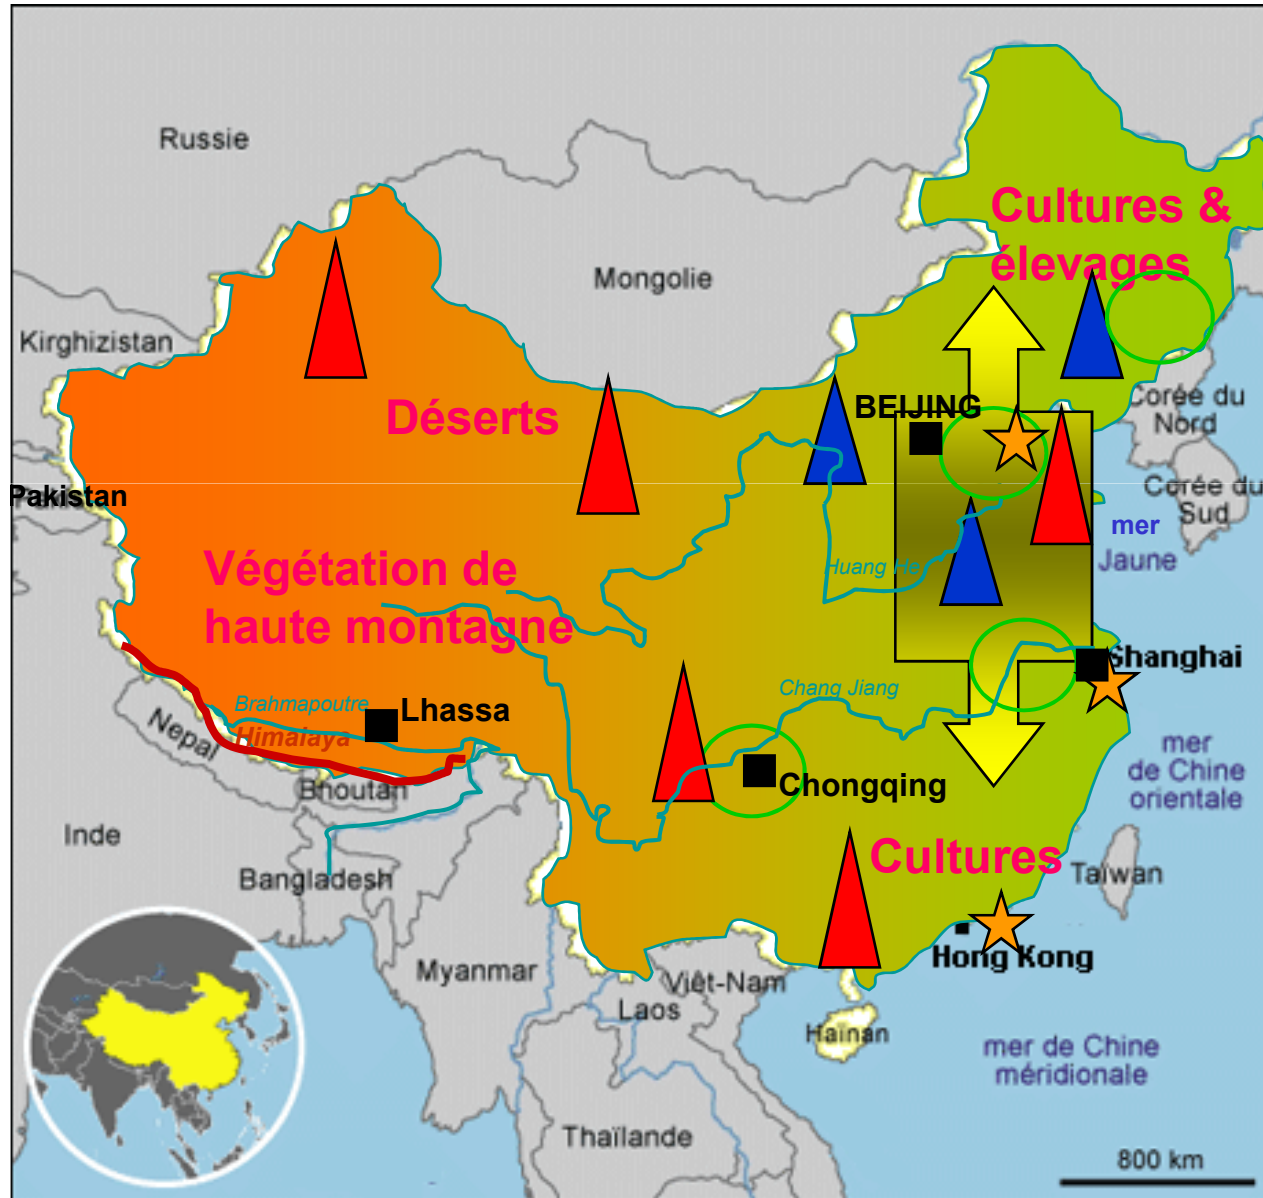 Russie
Cultures &
élevages
Mongolie
Kirghizistan
Déserts
BEIJING
Corée du
Nord
Pakistan
Corée du
Sud
mer
Jaune
Végétation de
haute montagne
Huang He
Shanghai
Chang Jiang
Brahmapoutre
Lhassa
Himalaya
Nepal
mer
de Chine
orientale
Bhoutan
Chongqing
Inde
Cultures
Taïwan
Bangladesh
Hong Kong
Myanmar
Viêt-Nam
Laos
Haïnan
mer de Chine
méridionale
Thaïlande
800 km